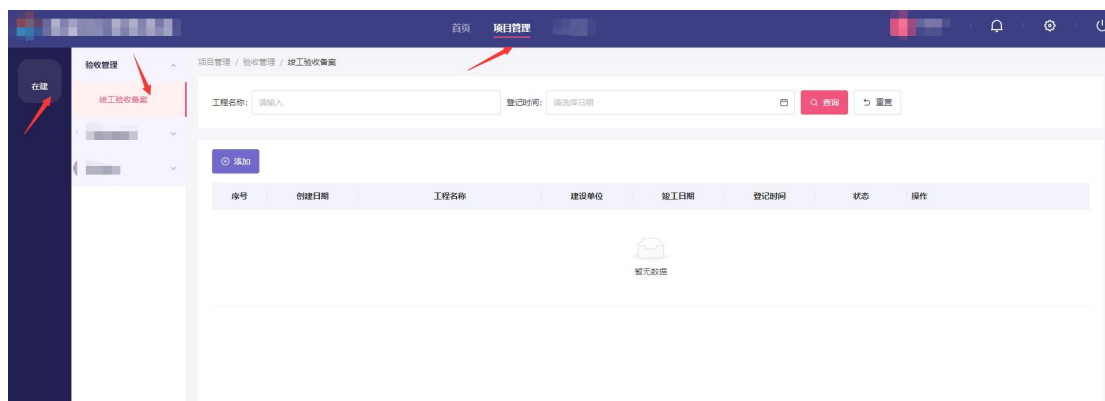 首页 项目管理
在建
验收管理
竣工验收备案
项目管理 / 验收管理 / 竣工验收备案
工程名称: 请输入 登记时间: 请选择日期 查询 重置
添加
序号 创建日期 工程名称 建设单位 竣工日期 登记时间 状态 操作
暂无数据